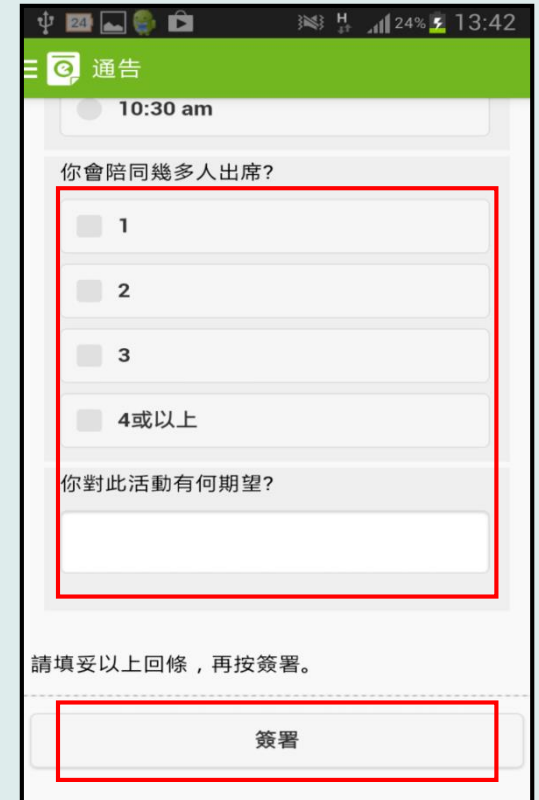 24 H 24% 13:42
通告
10:30 am
你會陪同幾多人出席?
1
2
3
4或以上
你對此活動有何期望?
請填妥以上回條，再按簽署。
簽署